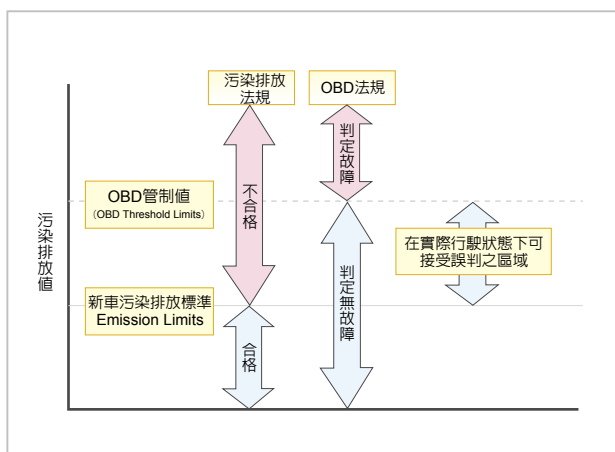 污染排放
法規
OBD法規
判定故障
不合格
OBD管制值
（OBD Threshold Limits）
污染排放值
在實際行駛狀態下可
接受誤判之區域
判定無故障
新車污染排放標準
Emission Limits
合格